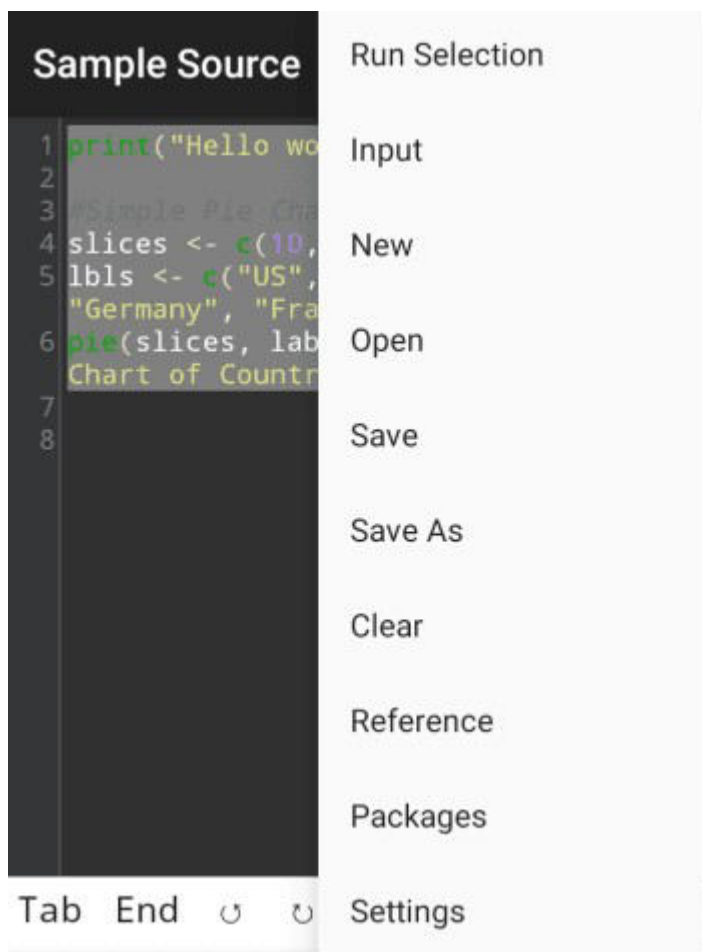 Sample Source
1 print("Hello wo
2
3 #Simple Pie Cha
4 slices <- c(10,
5 lbls <- c("US",
"Germany", "Fra
6 pie(slices, lab
Chart of Countr
7
8
Tab End ↺ ↻
Run Selection
Input
New
Open
Save
Save As
Clear
Reference
Packages
Settings